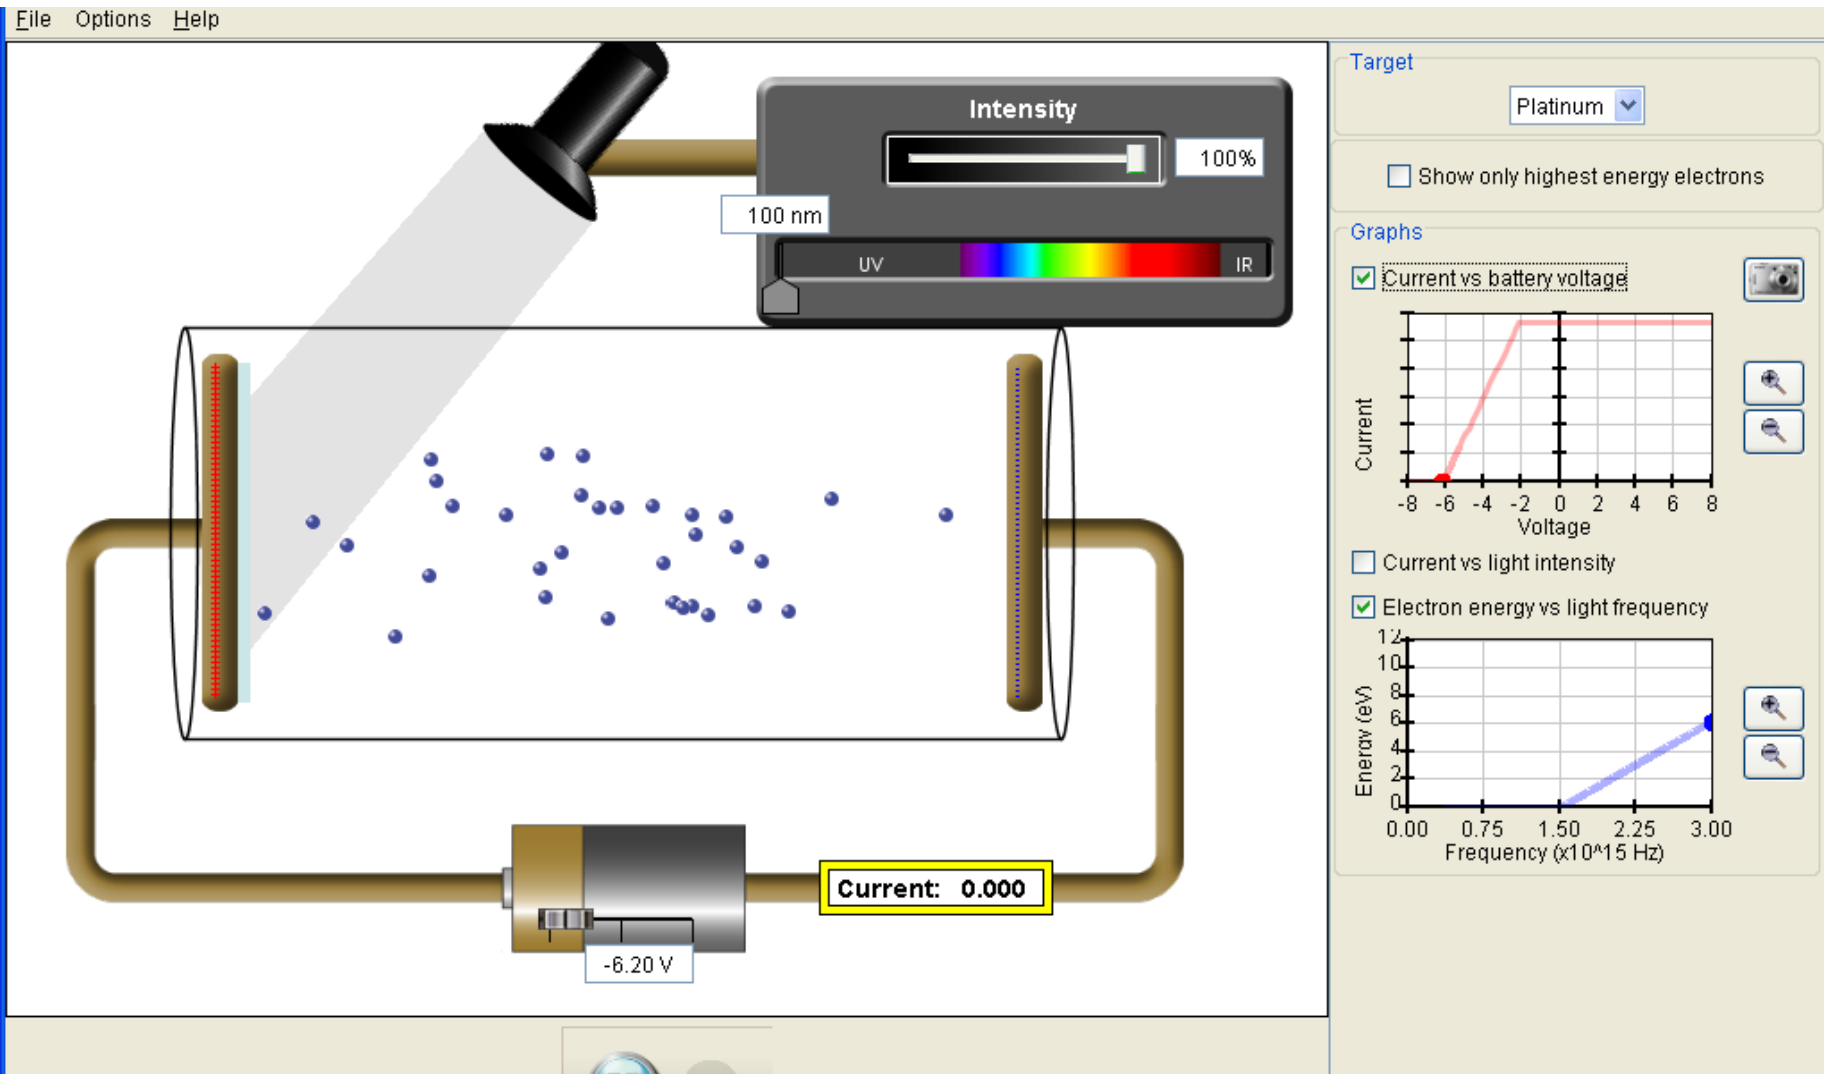 File Options Help
Intensity
100%
100 nm
UV
IR
Current: 0.000
-6.20 V
Target
Platinum
Show only highest energy electrons
Graphs
Current vs battery voltage
Current
-8 -6 -4 -2 0 2 4 6 8
Voltage
Current vs light intensity
Electron energy vs light frequency
Energy (eV)
12
10
8
6
4
2
0
0.00 0.75 1.50 2.25 3.00
Frequency (x10^15 Hz)